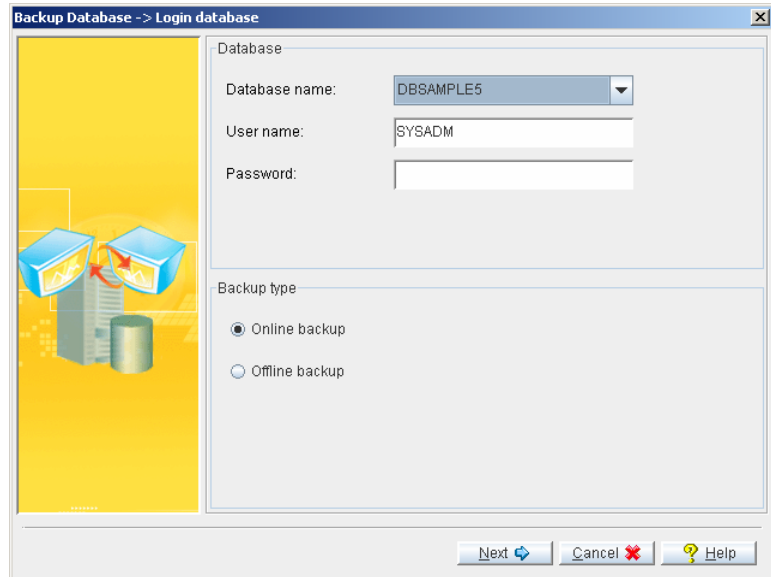 Backup Database -> Login database
Database
Database name: DBSAMPLE5
User name: SYSADM
Password:
Backup type
Online backup
Offline backup
Next Cancel Help